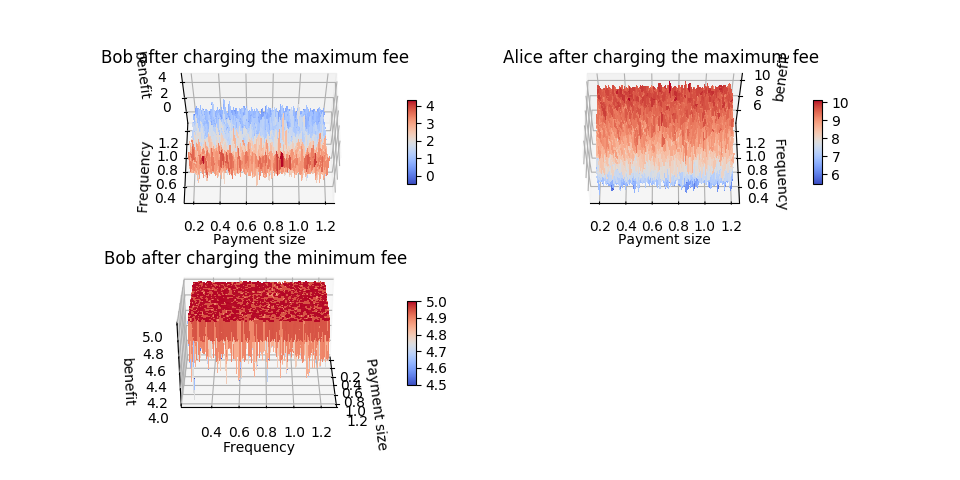 Bob after charging the maximum fee
benefit
4
2
0
Frequency
1.2
1.0
0.8
0.6
0.4
0.2 0.4 0.6 0.8 1.0 1.2
Payment size
4
3
2
1
0
Alice after charging the maximum fee
benefit
10
8
6
Frequency
1.2
1.0
0.8
0.6
0.4
0.2 0.4 0.6 0.8 1.0 1.2
Payment size
10
9
8
7
6
Bob after charging the minimum fee
benefit
5.0
4.8
4.6
4.4
4.2
4.0
0.4 0.6 0.8 1.0 1.2
Frequency
0.2
0.4
0.6
0.8
1.0
1.2
Payment size
5.0
4.9
4.8
4.7
4.6
4.5